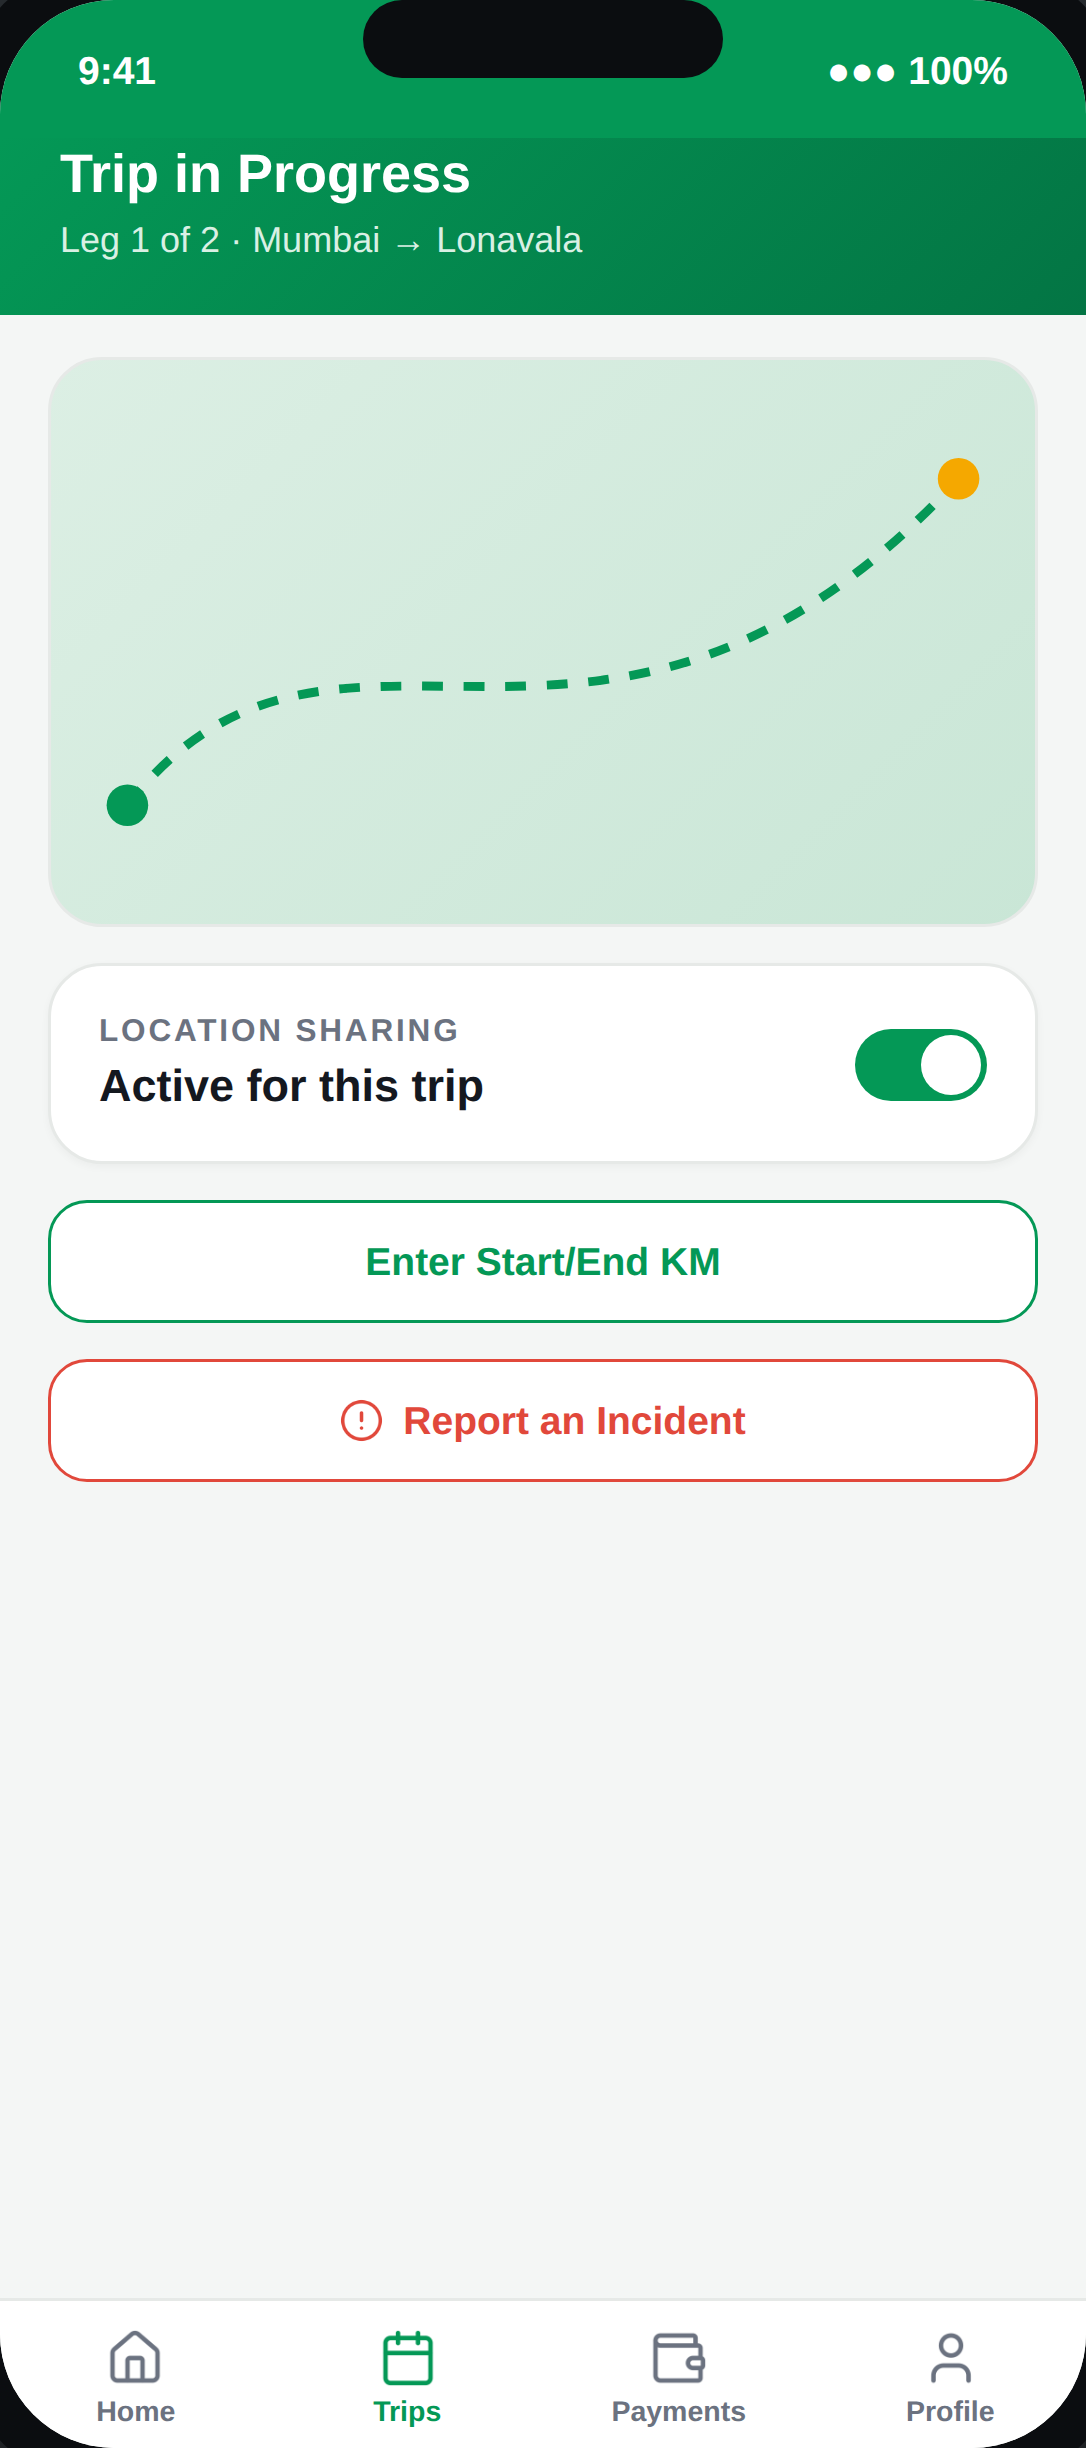 9:41
●●● 100%
Trip in Progress
Leg 1 of 2 · Mumbai → Lonavala
LOCATION SHARING
Active for this trip
Enter Start/End KM
Report an Incident
Home
Trips
Payments
Profile